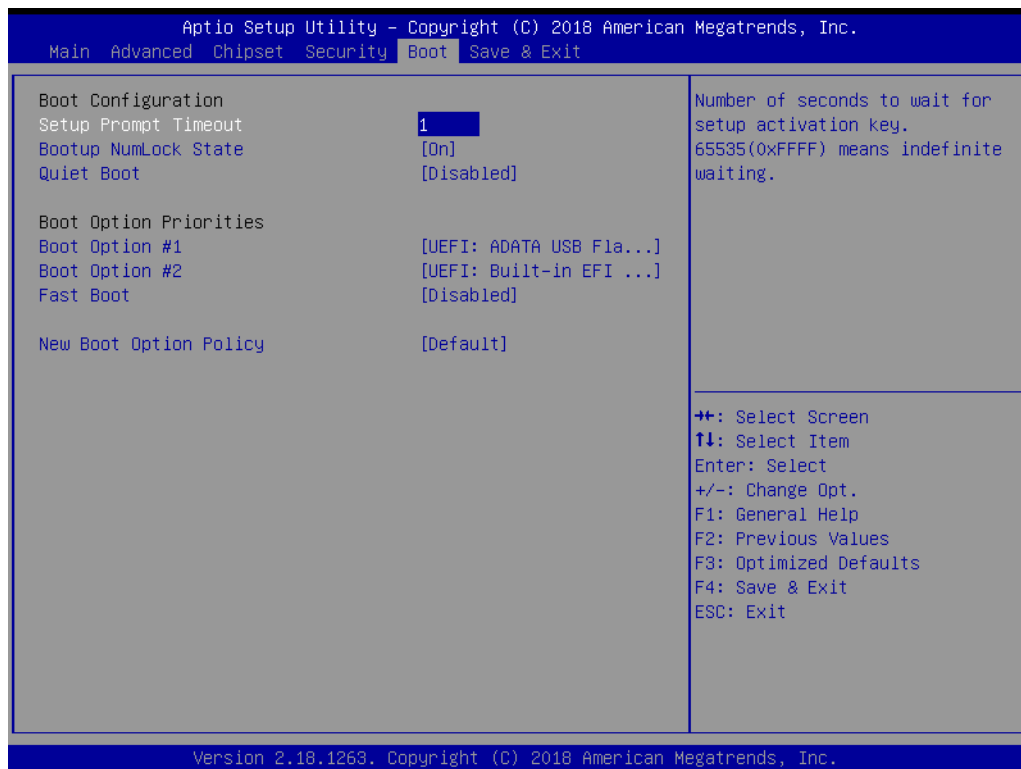 Aptio Setup Utility – Copyright (C) 2018 American Megatrends, Inc.
Main Advanced Chipset Security Boot Save & Exit
Boot Configuration
Setup Prompt Timeout 1
Bootup NumLock State [On]
Quiet Boot [Disabled]
Boot Option Priorities
Boot Option #1 [UEFI: ADATA USB Fla...]
Boot Option #2 [UEFI: Built-in EFI ...]
Fast Boot [Disabled]
New Boot Option Policy [Default]
Number of seconds to wait for
setup activation key.
65535(0xFFFF) means indefinite
waiting.
→←: Select Screen
↑↓: Select Item
Enter: Select
+/-: Change Opt.
F1: General Help
F2: Previous Values
F3: Optimized Defaults
F4: Save & Exit
ESC: Exit
Version 2.18.1263. Copyright (C) 2018 American Megatrends, Inc.